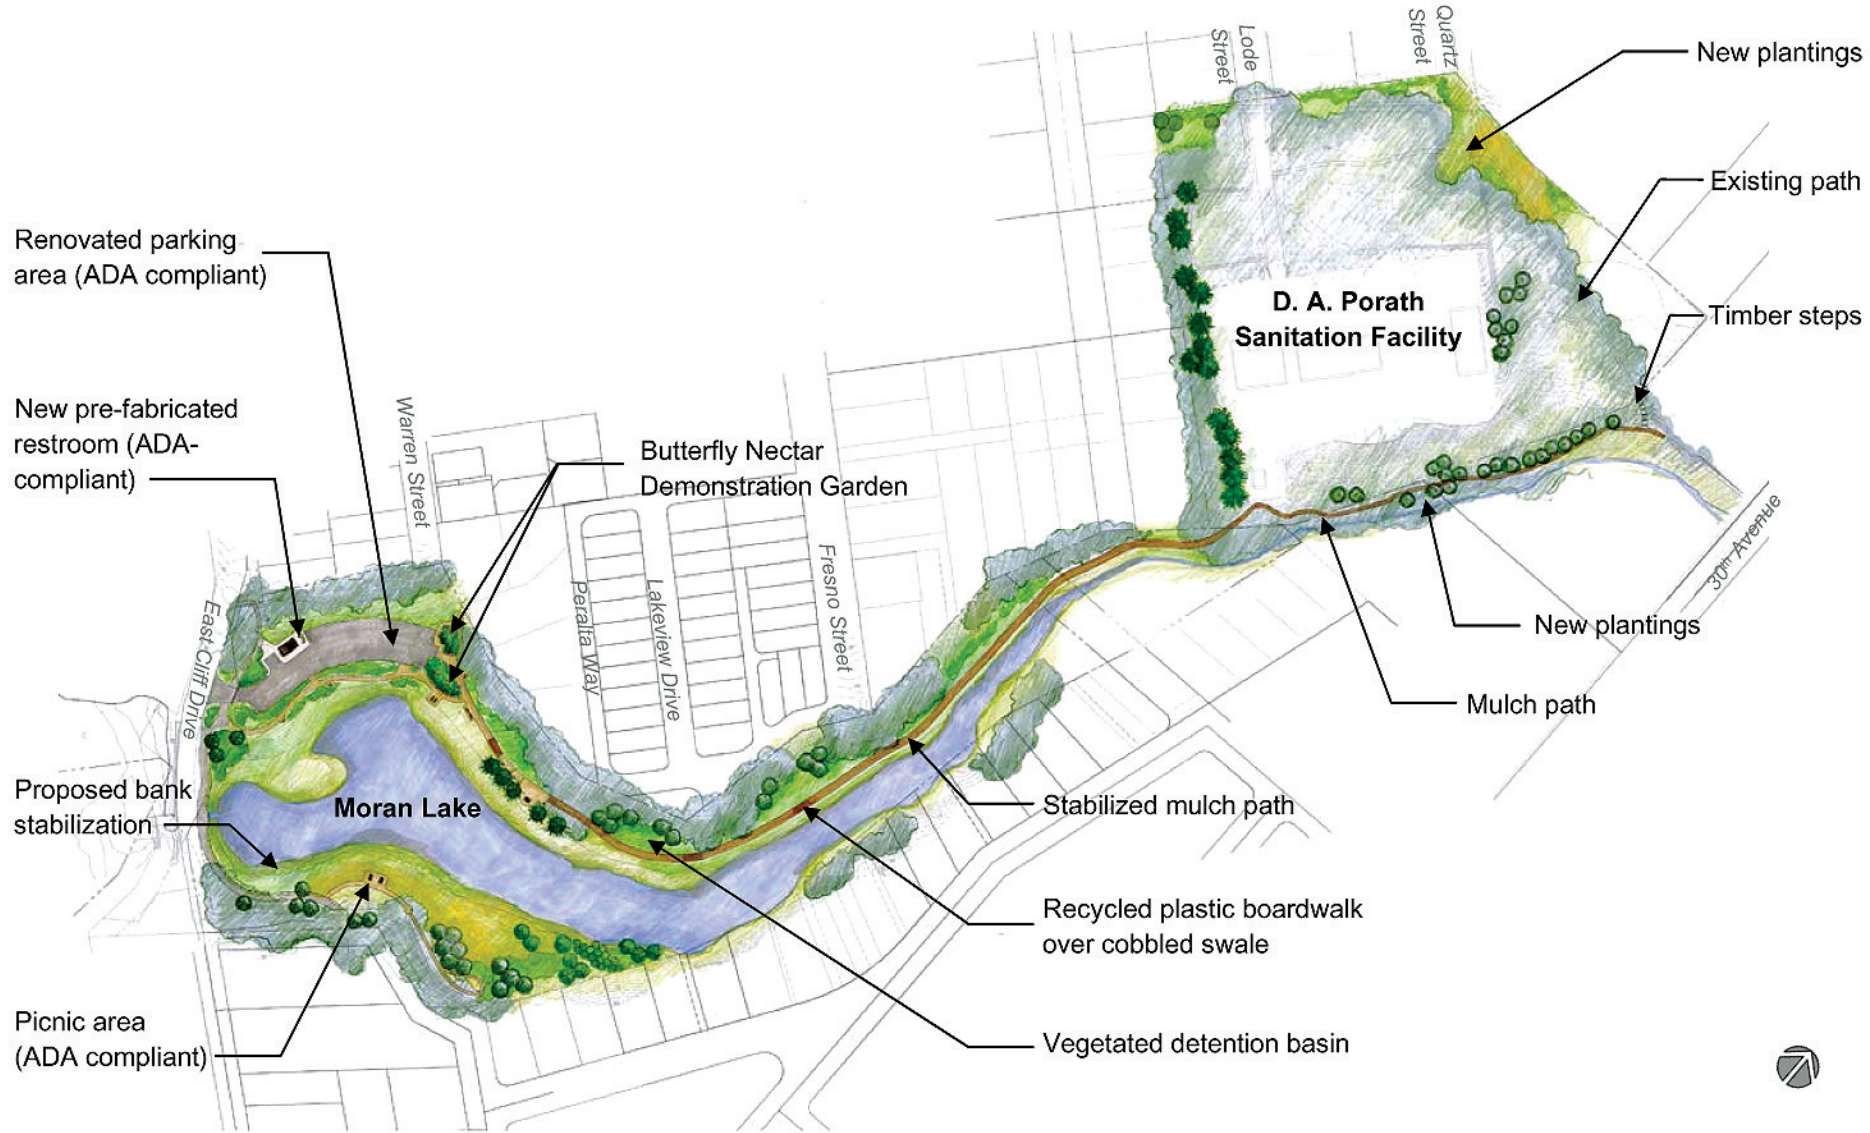 Lode
Street
Quartz
Street
New plantings
Existing path
Timber steps
D. A. Porath
Sanitation Facility
Renovated parking
area (ADA compliant)
New pre-fabricated
restroom (ADA-
compliant)
Warren Street
Butterfly Nectar
Demonstration Garden
Peralta Way
Lakeview Drive
Fresno Street
East Cliff Drive
30th Avenue
New plantings
Mulch path
Proposed bank
stabilization
Moran Lake
Stabilized mulch path
Recycled plastic boardwalk
over cobbled swale
Picnic area
(ADA compliant)
Vegetated detention basin